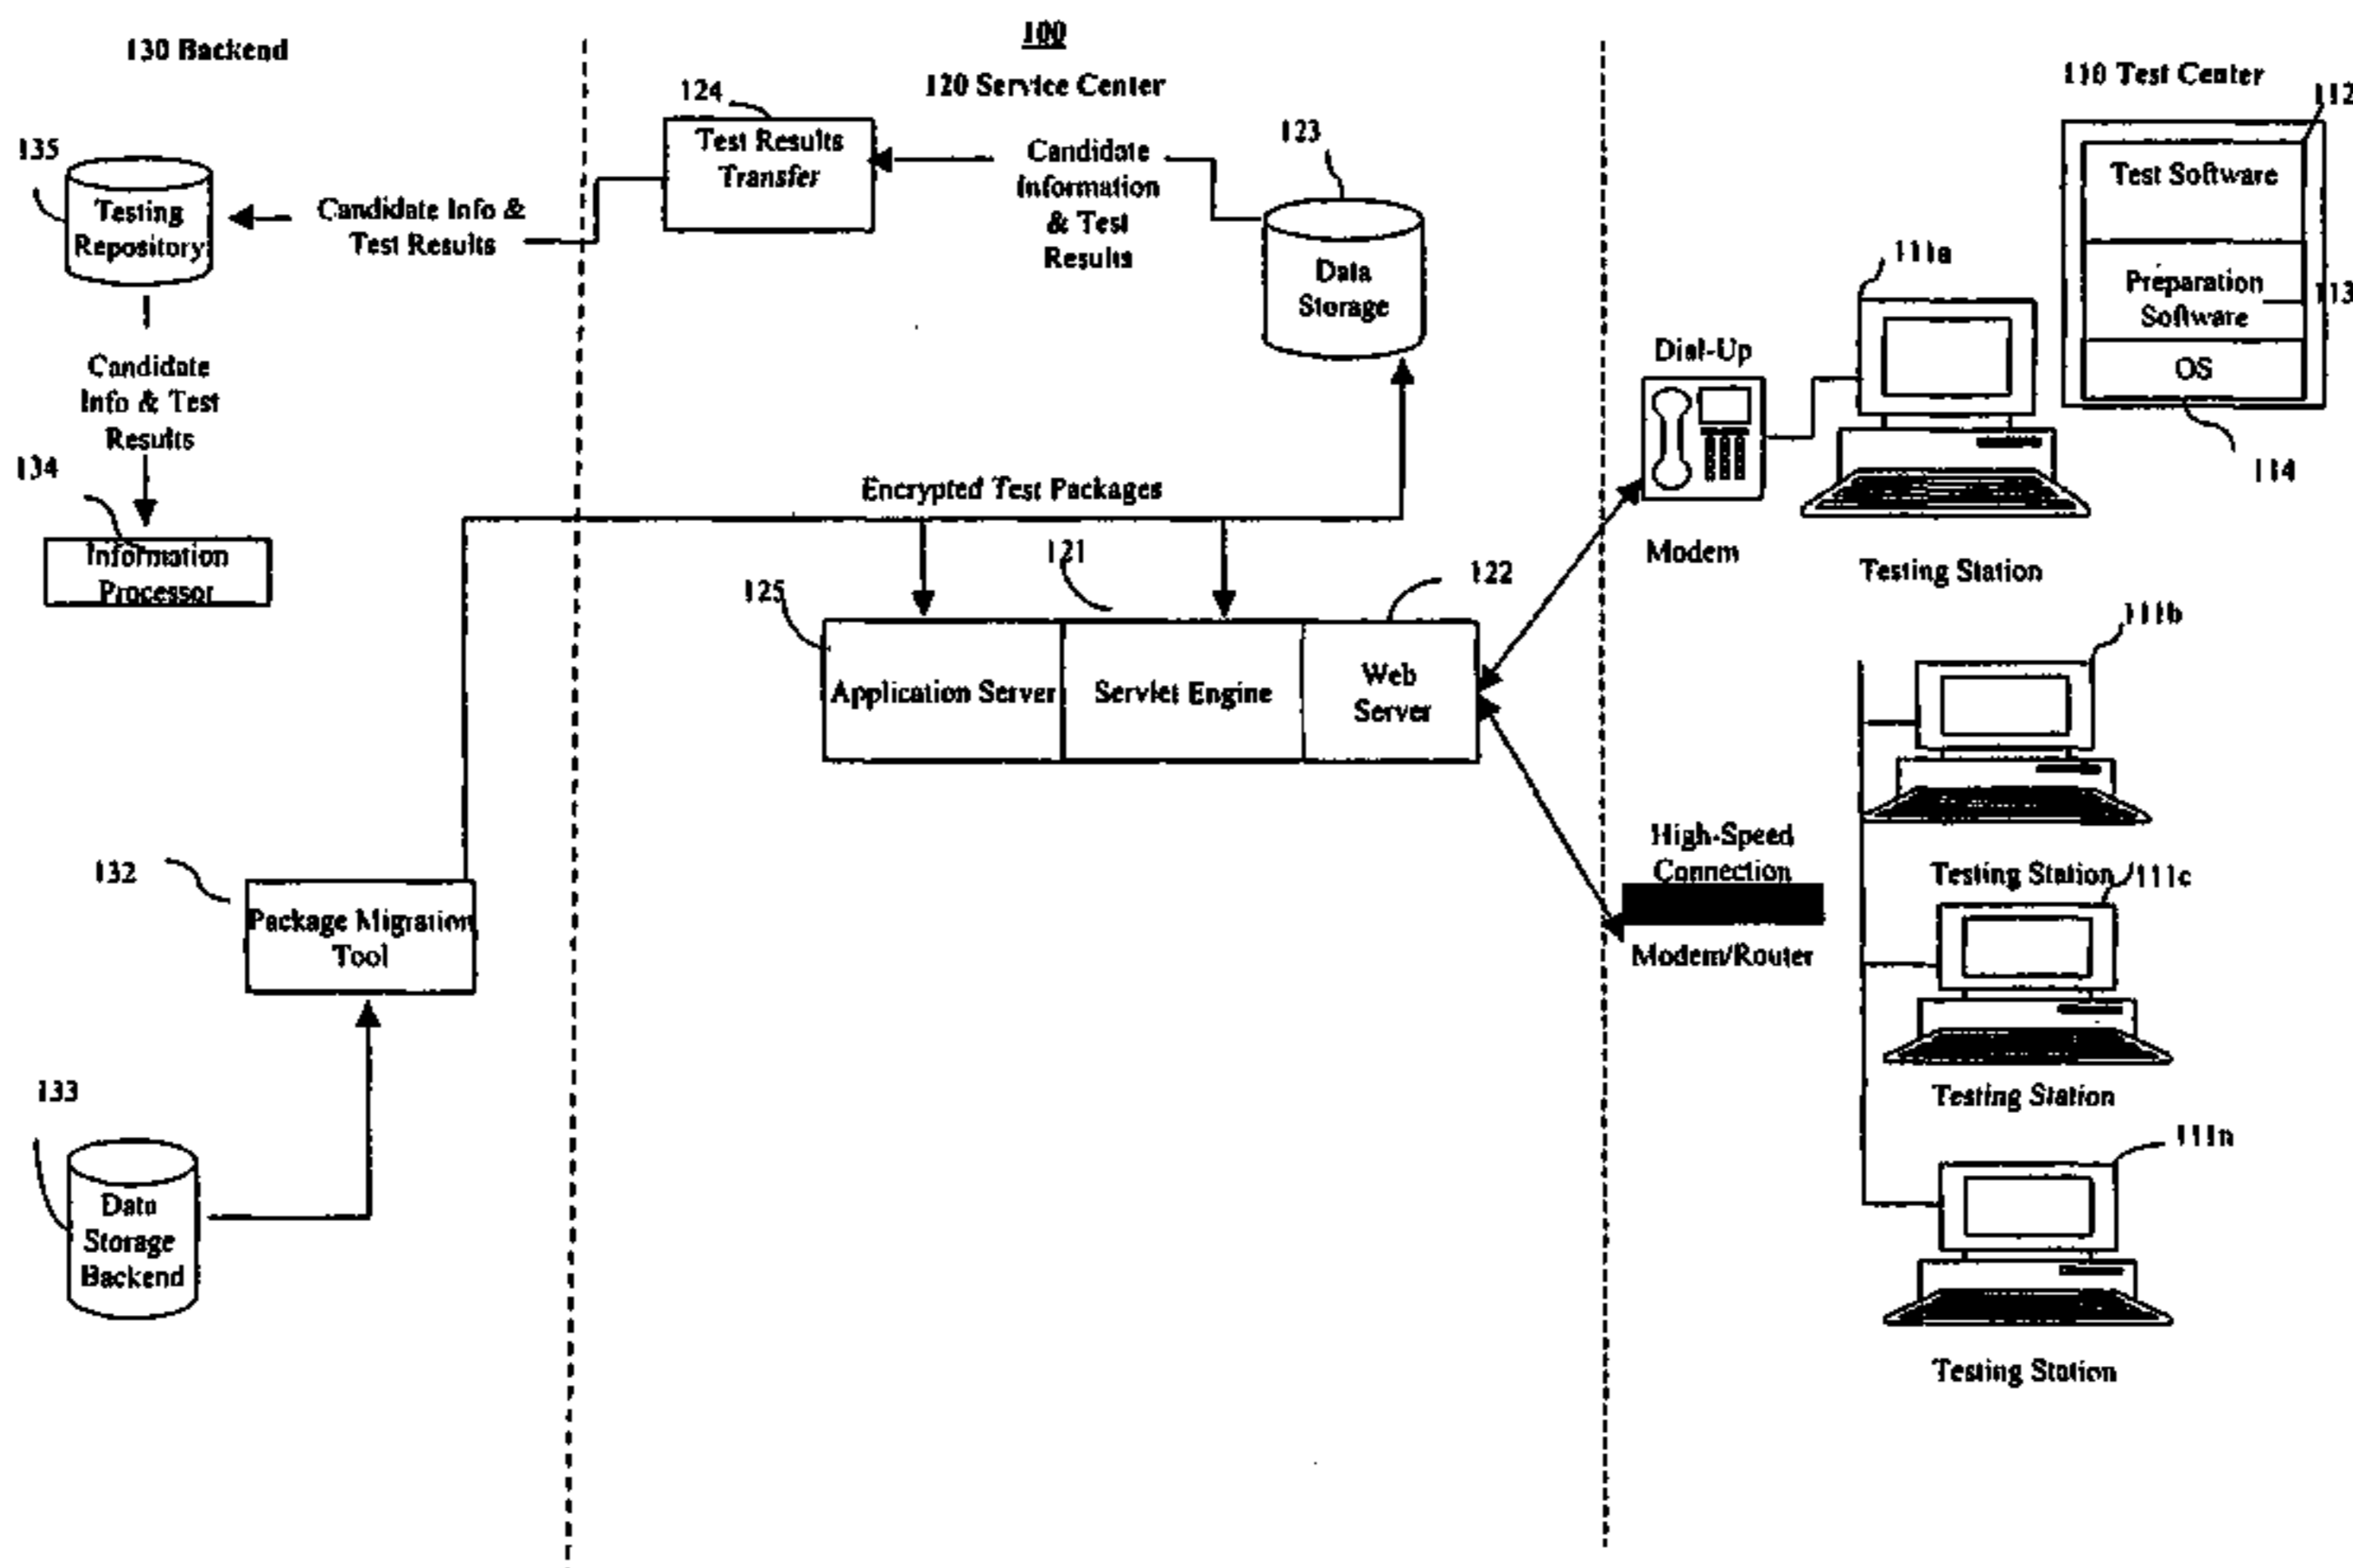 100
130 Backend
120 Service Center
110 Test Center
124
123
112
135
Test Results
Transfer
Candidate
Information
& Test
Results
Testing
Repository
Candidate Info &
Test Results
Data
Storage
Test Software
Preparation
Software
113
OS
114
111a
Dial-Up
Modem
Testing Station
Candidate
Info & Test
Results
134
Information
Processor
Encrypted Test Packages
121
122
125
Application Server
Servlet Engine
Web
Server
111b
Testing Station
High-Speed
Connection
Modem/Router
111c
Testing Station
132
Package Migration
Tool
133
Data
Storage
Backend
111n
Testing Station